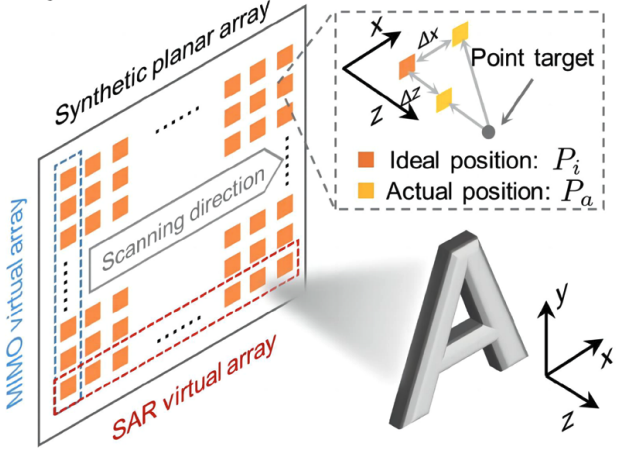 Synthetic planar array
MIMO virtual array
Scanning direction
SAR virtual array
x
Δx
Δz
z
Point target
Ideal position: P_i
Actual position: P_a
A
y
x
z